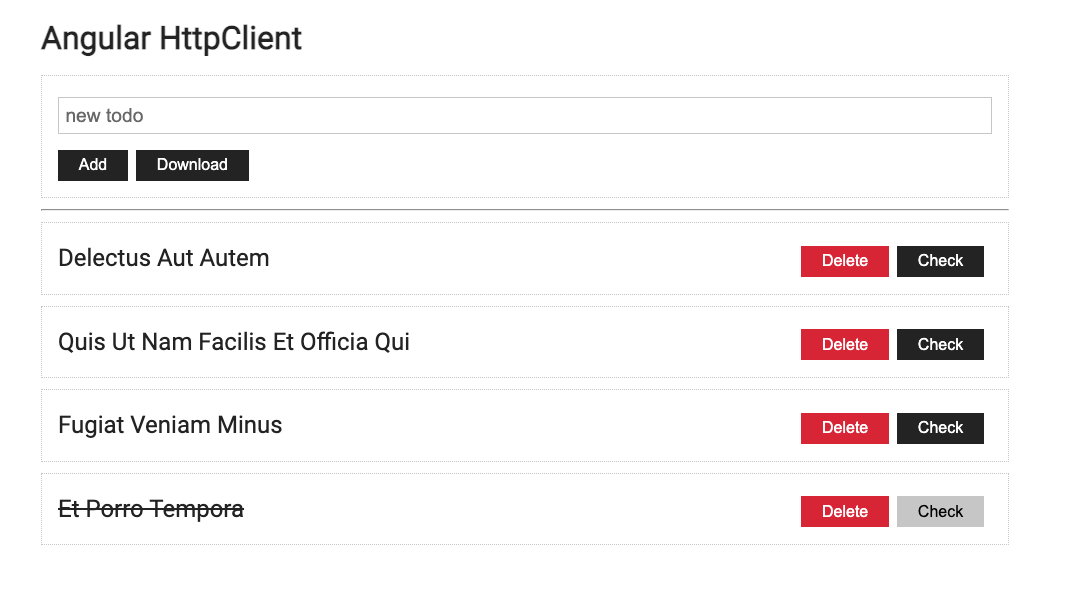 Angular HttpClient
new todo
Add Download
Delectus Aut Autem Delete Check
Quis Ut Nam Facilis Et Officia Qui Delete Check
Fugiat Veniam Minus Delete Check
Et Porro Tempora Delete Check